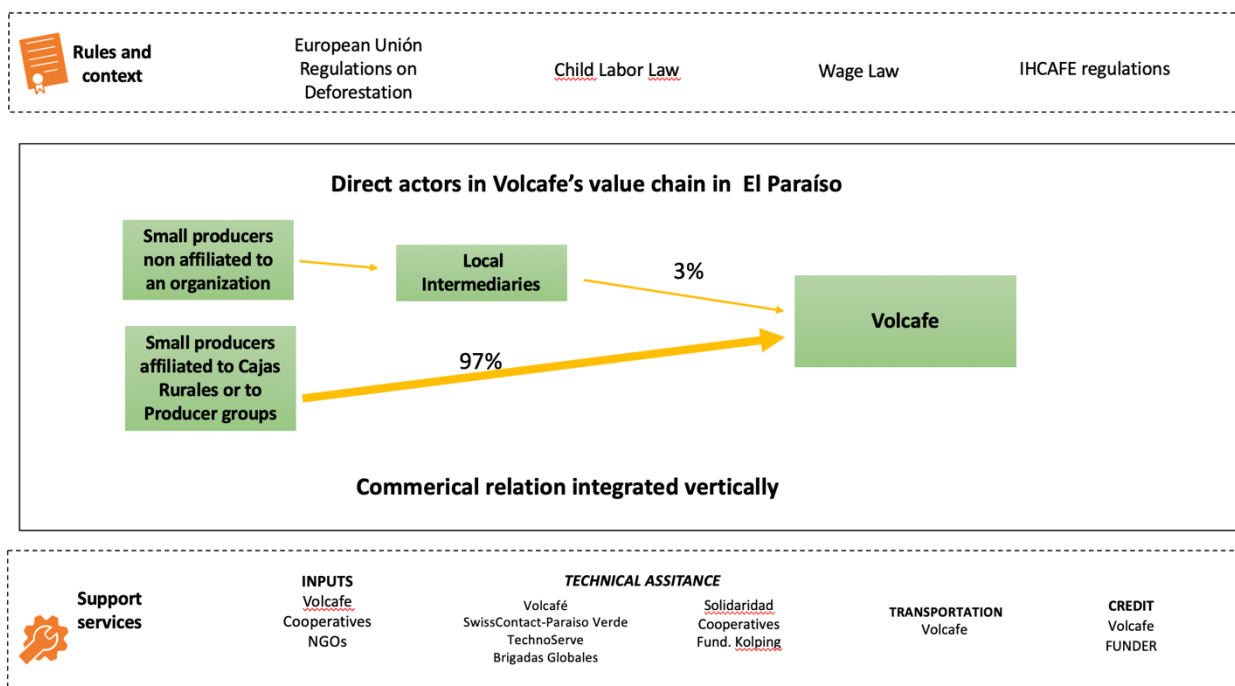 Rules and
context
European Unión
Regulations on
Deforestation
Child Labor Law
Wage Law
IHCAFE regulations
Direct actors in Volcafe's value chain in El Paraíso
Small producers
non affiliated to
an organization
Local
Intermediaries
3%
Volcafe
Small producers
affiliated to Cajas
Rurales or to
Producer groups
97%
Commerical relation integrated vertically
Support
services
INPUTS
Volcafe
Cooperatives
NGOs
TECHNICAL ASSITANCE
Volcafé
SwissContact-Paraiso Verde
TechnoServe
Brigadas Globales
Solidaridad
Cooperatives
Fund. Kolping
TRANSPORTATION
Volcafe
CREDIT
Volcafe
FUNDER